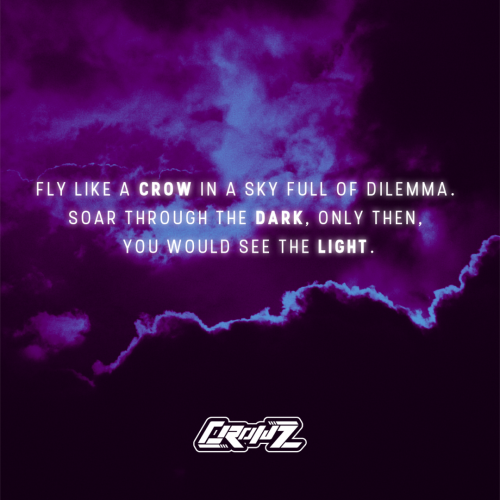 FLY LIKE A CROW IN A SKY FULL OF DILEMMA.
SOAR THROUGH THE DARK, ONLY THEN,
YOU WOULD SEE THE LIGHT.
CROWZ